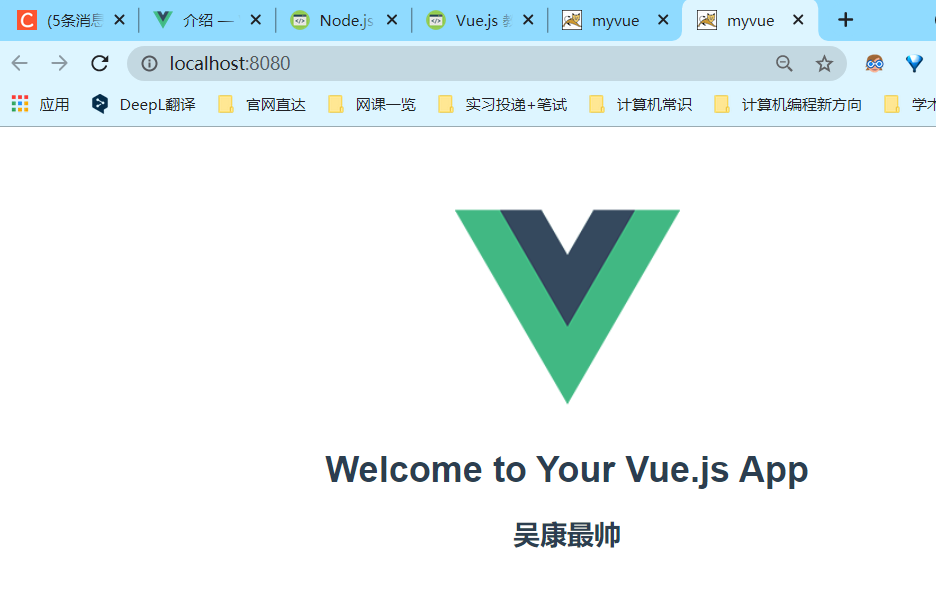 (5条消息 介绍 — Node.js Vue.js myvue myvue
localhost:8080
应用 DeepL翻译 官网直达 网课一览 实习投递+笔试 计算机常识 计算机编程新方向 学术
Welcome to Your Vue.js App
吴康最帅